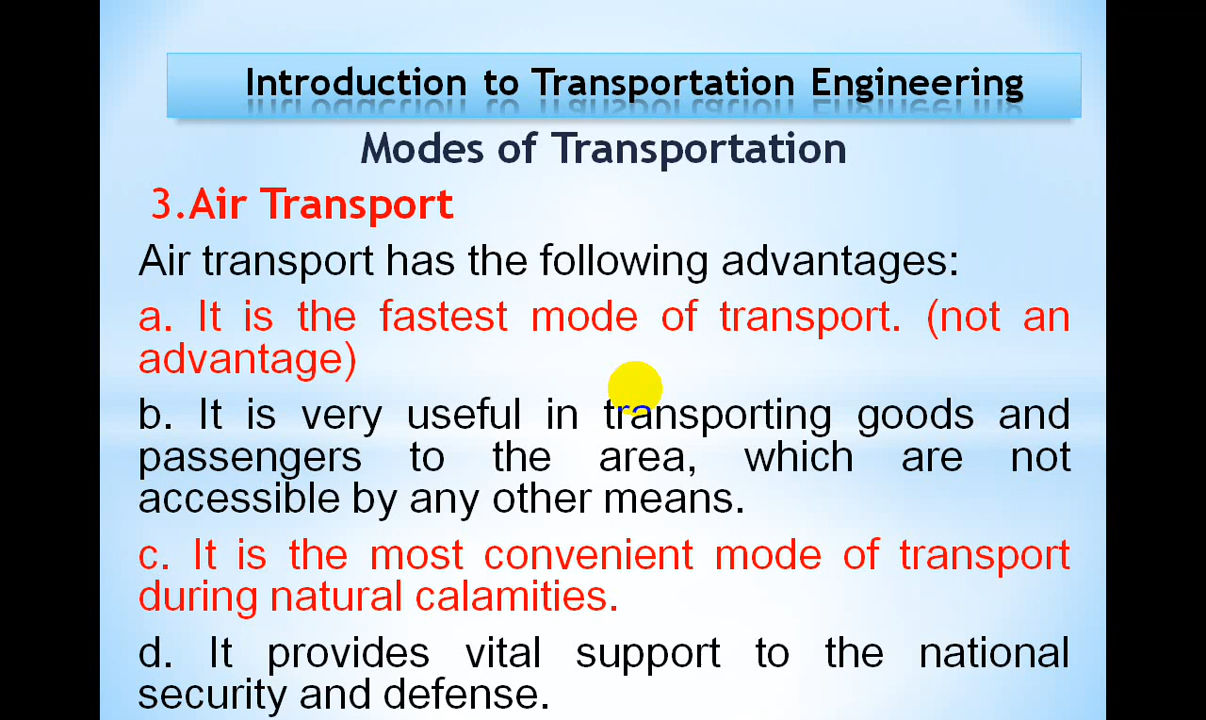 Introduction to Transportation Engineering
Modes of Transportation
3.Air Transport
Air transport has the following advantages:
a. It is the fastest mode of transport. (not an
advantage)
b. It is very useful in transporting goods and
passengers to the area, which are not
accessible by any other means.
c. It is the most convenient mode of transport
during natural calamities.
d. It provides vital support to the national
security and defense.